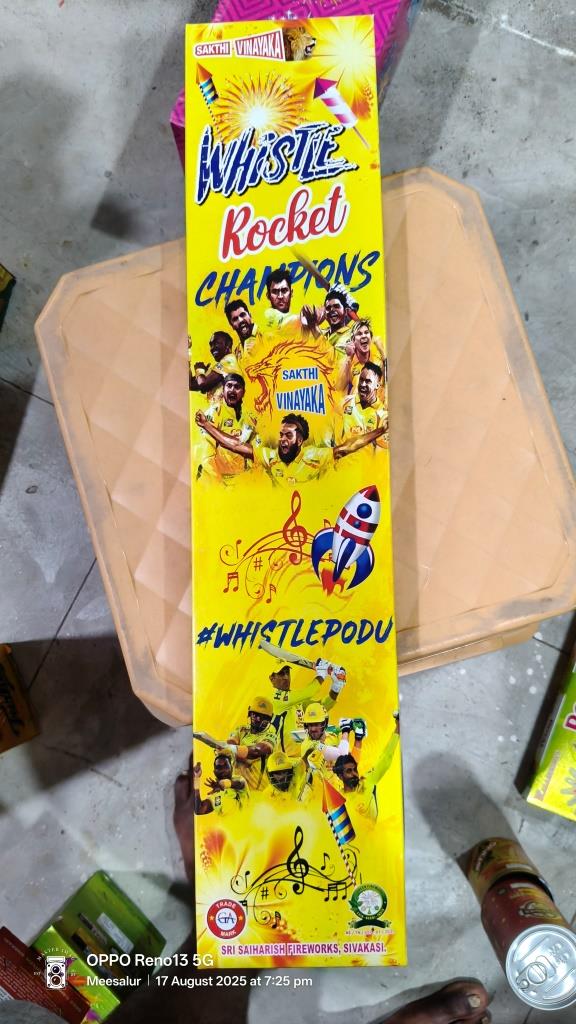 SAKTHI VINAYAKA
WHISTLE
Rocket
CHAMPIONS
SAKTHI
VINAYAKA
#WHISTLEPODU
TRADE
GA
MARK
SRI SAIHARISH FIREWORKS, SIVAKASI.
OPPO Reno13 5G
Meesalur | 17 August 2025 at 7:25 pm